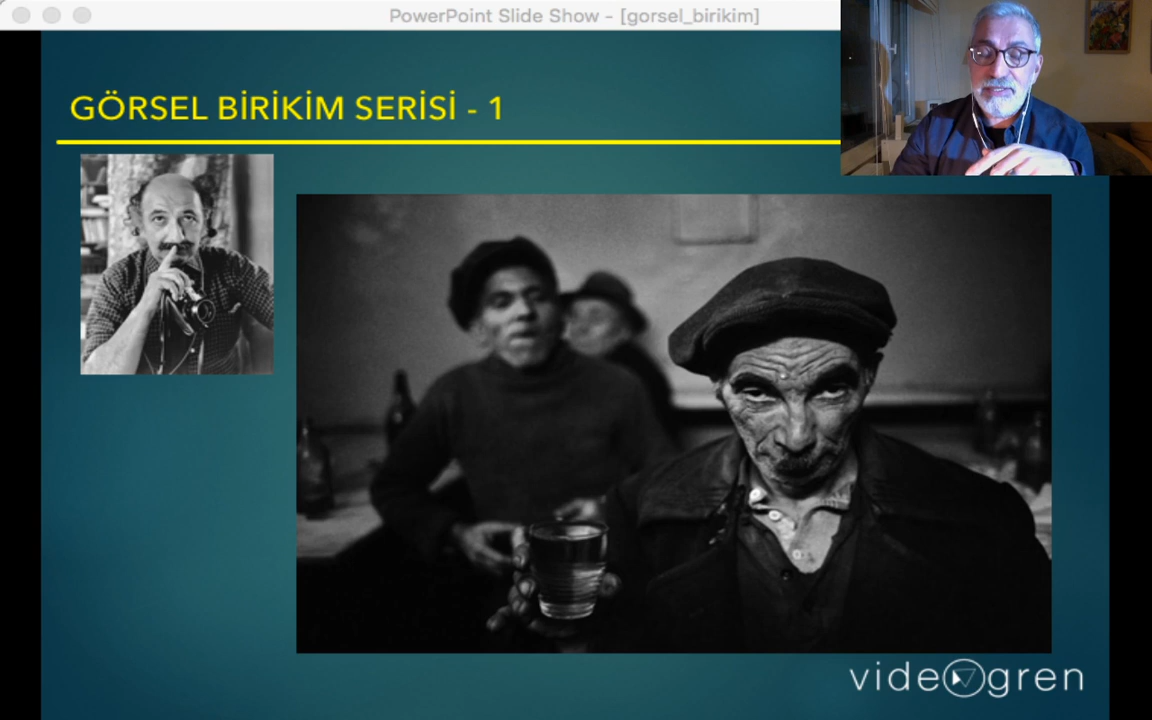 PowerPoint Slide Show - [gorsel_birikim]
GÖRSEL BİRİKİM SERİSİ - 1
videogren